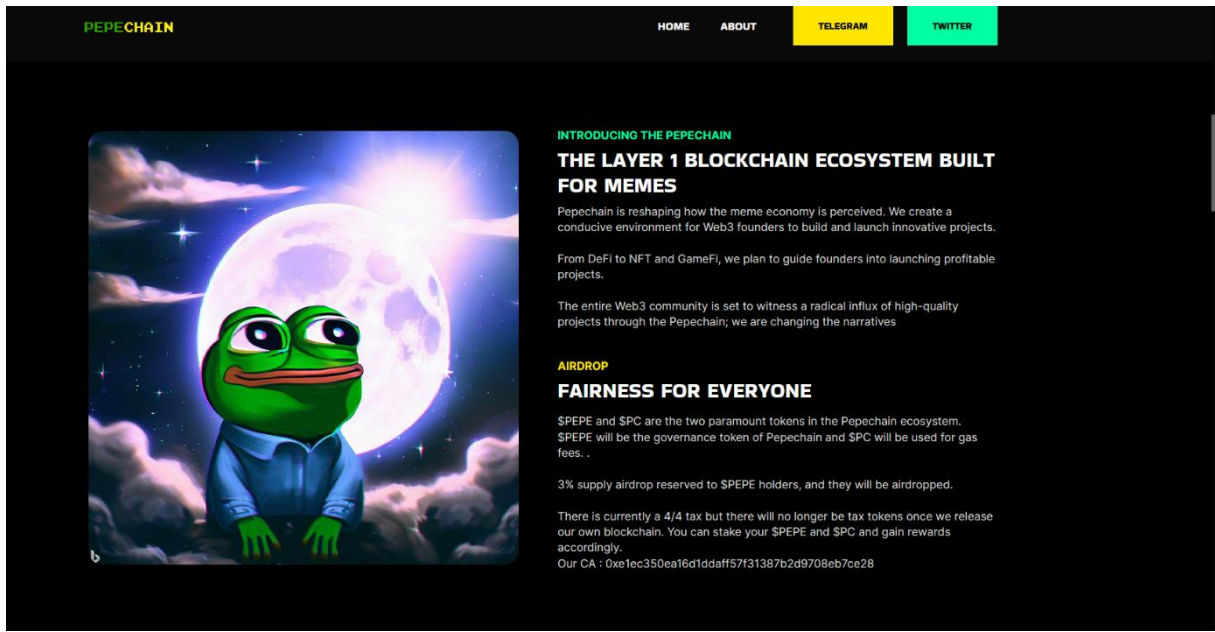 PEPECHAIN
HOME
ABOUT
TELEGRAM
TWITTER
INTRODUCING THE PEPECHAIN
THE LAYER 1 BLOCKCHAIN ECOSYSTEM BUILT
FOR MEMES
Pepechain is reshaping how the meme economy is perceived. We create a
conducive environment for Web3 founders to build and launch innovative projects.
From DeFi to NFT and GameFi, we plan to guide founders into launching profitable
projects.
The entire Web3 community is set to witness a radical influx of high-quality
projects through the Pepechain; we are changing the narratives
AIRDROP
FAIRNESS FOR EVERYONE
$PEPE and $PC are the two paramount tokens in the Pepechain ecosystem.
$PEPE will be the governance token of Pepechain and $PC will be used for gas
fees. .
3% supply airdrop reserved to $PEPE holders, and they will be airdropped.
There is currently a 4/4 tax but there will no longer be tax tokens once we release
our own blockchain. You can stake your $PEPE and $PC and gain rewards
accordingly.
Our CA : 0xe1ec350ea16d1ddaff57f31387b2d9708eb7ce28